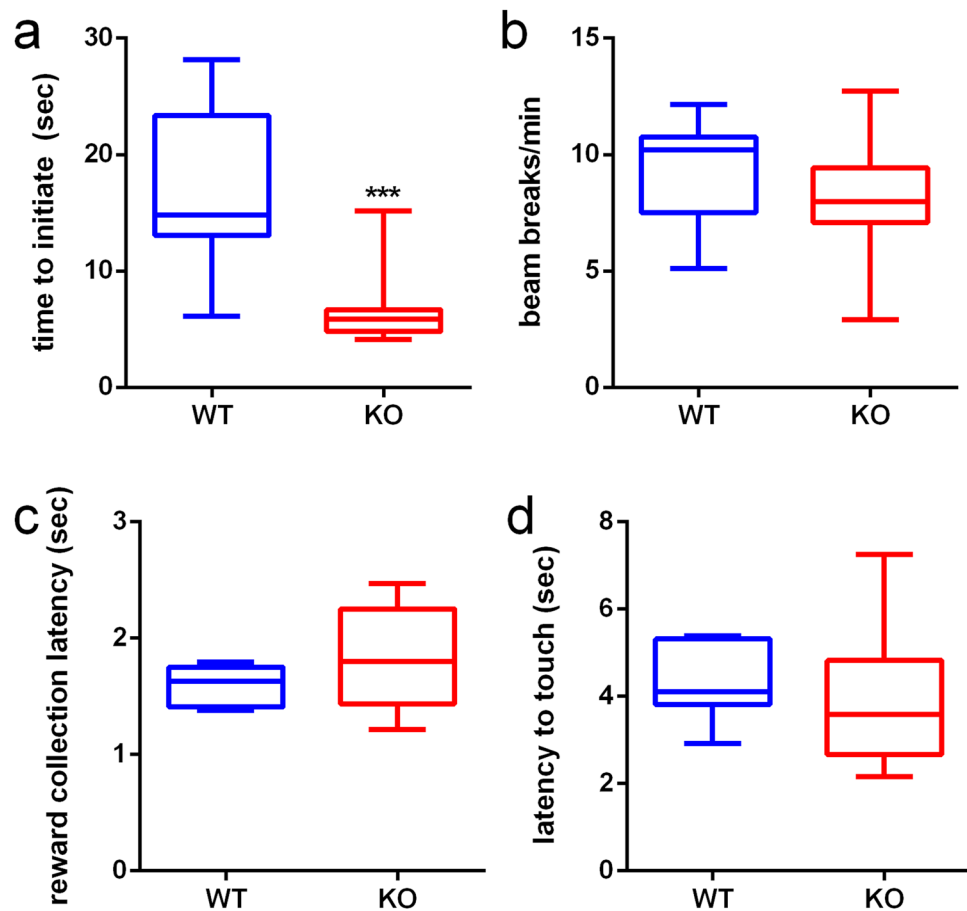 a
time to initiate (sec)
30
20
10
0
***
WT
KO
b
beam breaks/min
15
10
5
0
WT
KO
c
reward collection latency (sec)
3
2
1
0
WT
KO
d
latency to touch (sec)
8
6
4
2
0
WT
KO